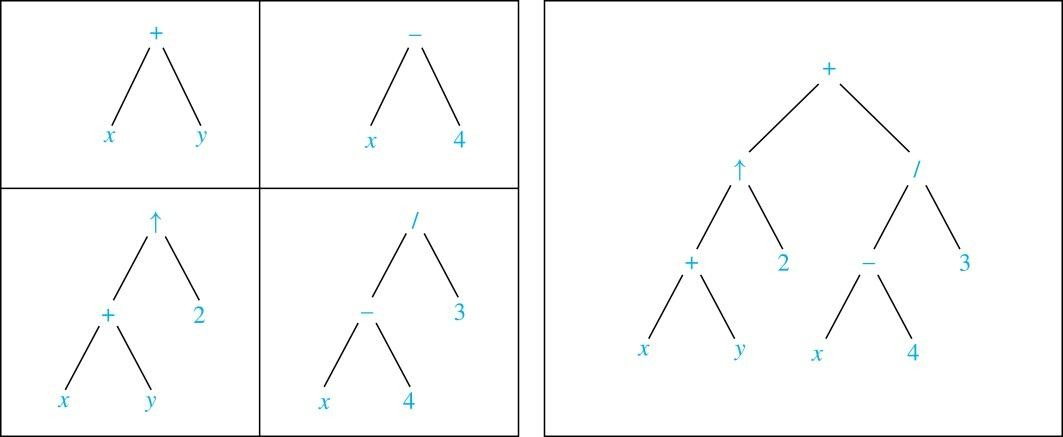 +
x y
−
x 4
↑
+ 2
x y
/
− 3
x 4
+
↑ /
+ 2 − 3
x y x 4